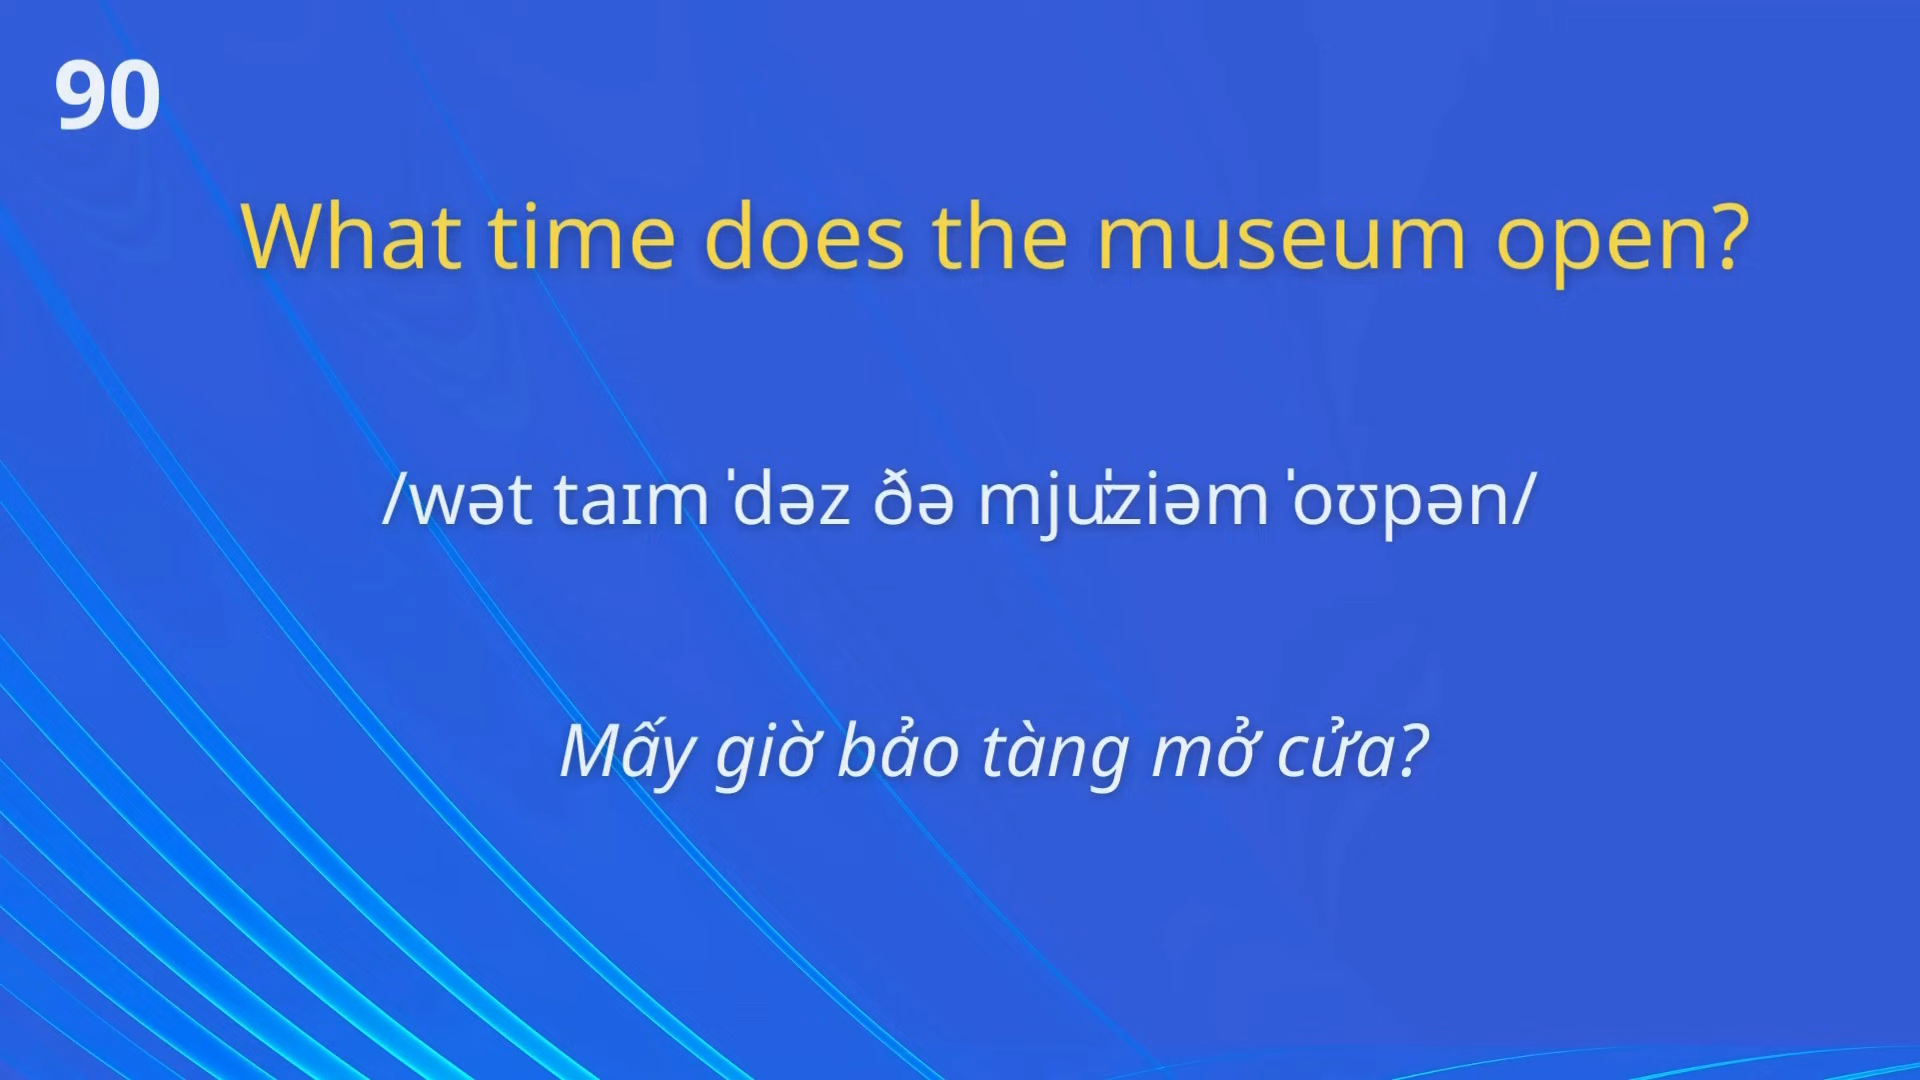 90
What time does the museum open?
/wət taɪm ˈdəz ðə mjuˈziəm ˈoʊpən/
Mấy giờ bảo tàng mở cửa?